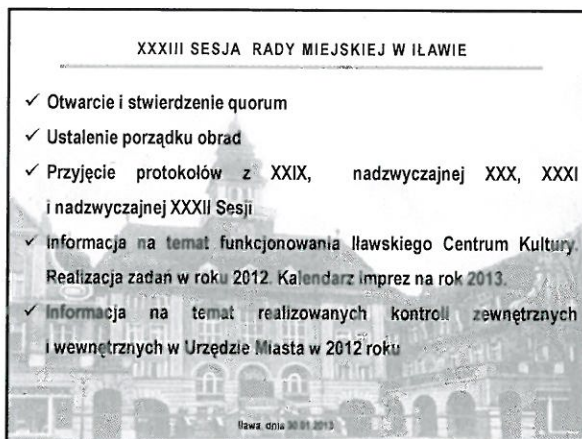 XXXIII SESJA RADY MIEJSKIEJ W IŁAWIE
✓ Otwarcie i stwierdzenie quorum
✓ Ustalenie porządku obrad
✓ Przyjęcie protokołów z XXIX, nadzwyczajnej XXX, XXXI
i nadzwyczajnej XXXII Sesji
✓ Informacja na temat funkcjonowania Iławskiego Centrum Kultury.
Realizacja zadań w roku 2012. Kalendarz imprez na rok 2013.
✓ Informacja na temat realizowanych kontroli zewnętrznych
i wewnętrznych w Urzędzie Miasta w 2012 roku
Iława, dnia 30.01.2013